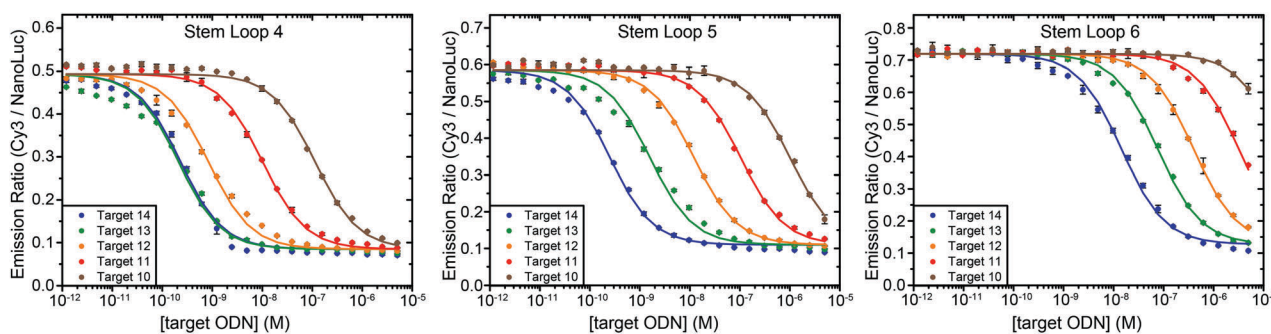 Stem Loop 4
Emission Ratio (Cy3 / NanoLuc)
0.6
0.5
0.4
0.3
0.2
0.1
0.0
Target 14
Target 13
Target 12
Target 11
Target 10
10-12 10-11 10-10 10-9 10-8 10-7 10-6 10-5
[target ODN] (M)
Stem Loop 5
Emission Ratio (Cy3 / NanoLuc)
0.7
0.6
0.5
0.4
0.3
0.2
0.1
0.0
Target 14
Target 13
Target 12
Target 11
Target 10
10-12 10-11 10-10 10-9 10-8 10-7 10-6 10-5
[target ODN] (M)
Stem Loop 6
Emission Ratio (Cy3 / NanoLuc)
0.8
0.7
0.6
0.5
0.4
0.3
0.2
0.1
0.0
Target 14
Target 13
Target 12
Target 11
Target 10
10-12 10-11 10-10 10-9 10-8 10-7 10-6 10-5
[target ODN] (M)